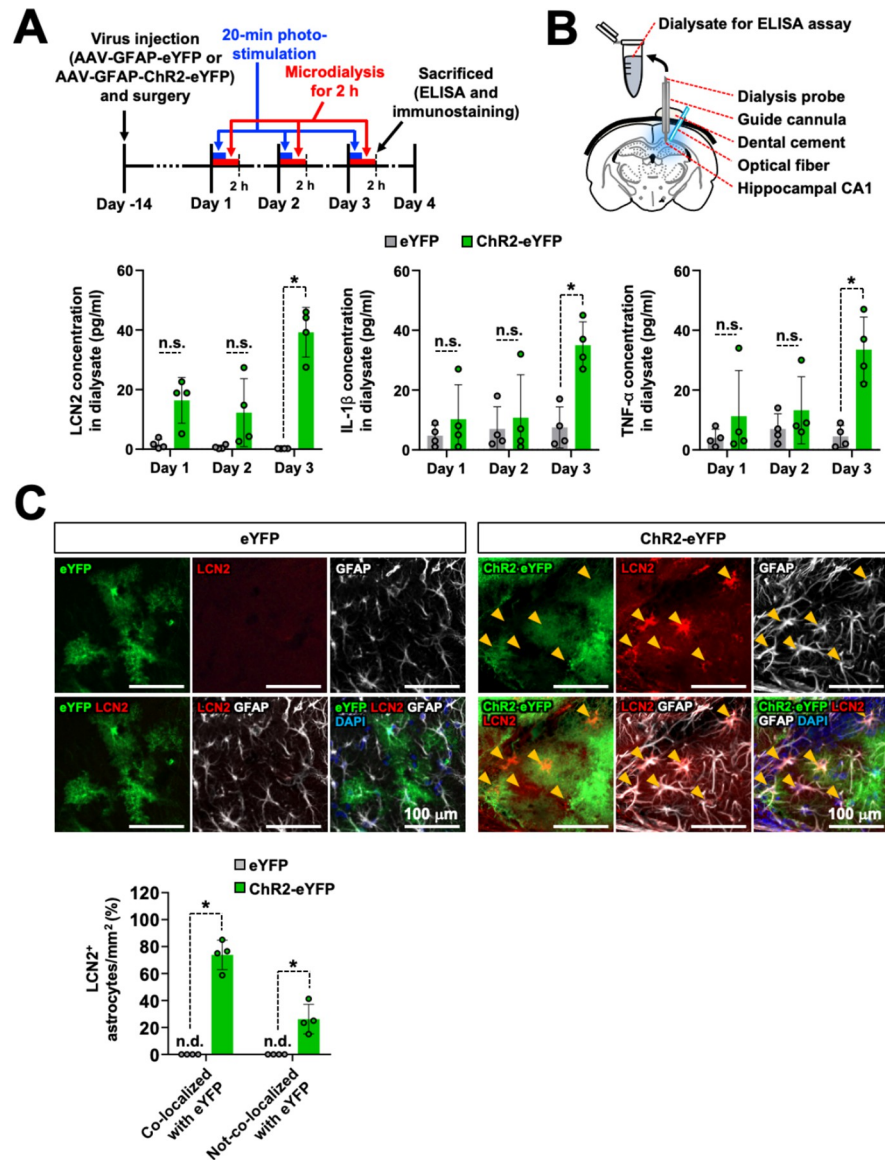 A
Virus injection
(AAV-GFAP-eYFP or
AAV-GFAP-ChR2-eYFP)
and surgery
20-min photo-
stimulation
Microdialysis
for 2 h
Sacrificed
(ELISA and
immunostaining)
2 h
2 h
2 h
Day -14
Day 1
Day 2
Day 3
Day 4
B
Dialysate for ELISA assay
Dialysis probe
Guide cannula
Dental cement
Optical fiber
Hippocampal CA1
eYFP
ChR2-eYFP
LCN2 concentration
in dialysate (pg/ml)
60
40
20
0
n.s.
n.s.
*
Day 1
Day 2
Day 3
IL-1β concentration
in dialysate (pg/ml)
60
40
20
0
n.s.
n.s.
*
Day 1
Day 2
Day 3
TNF-α concentration
in dialysate (pg/ml)
60
40
20
0
n.s.
n.s.
*
Day 1
Day 2
Day 3
C
eYFP
eYFP
LCN2
GFAP
eYFP LCN2
LCN2 GFAP
eYFP LCN2 GFAP
DAPI
100 μm
ChR2-eYFP
ChR2-eYFP
LCN2
GFAP
ChR2-eYFP
LCN2
LCN2 GFAP
ChR2-eYFP LCN2
GFAP DAPI
100 μm
eYFP
ChR2-eYFP
LCN2+
astrocytes/mm² (%)
120
100
80
60
40
20
0
n.d.
*
n.d.
*
Co-localized
with eYFP
Not-co-localized
with eYFP